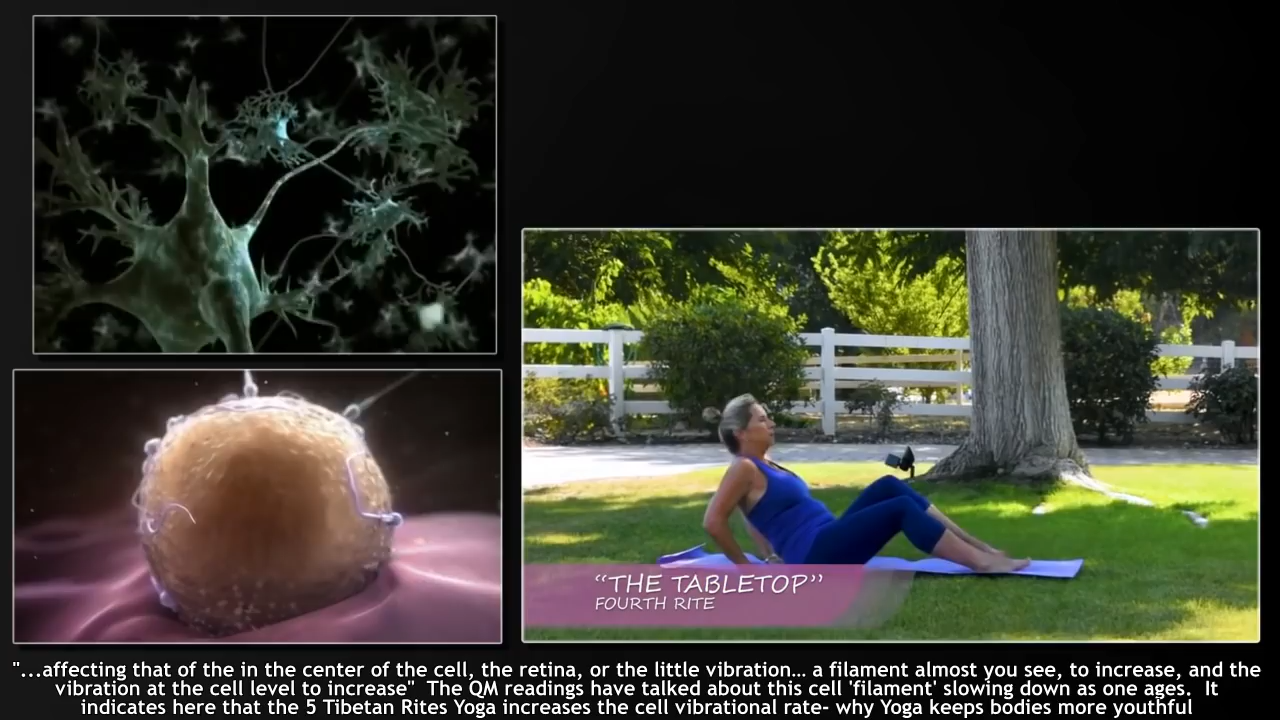 “THE TABLETOP”
FOURTH RITE
"...affecting that of the in the center of the cell, the retina, or the little vibration... a filament almost you see, to increase, and the
vibration at the cell level to increase"  The QM readings have talked about this cell 'filament' slowing down as one ages.  It
indicates here that the 5 Tibetan Rites Yoga increases the cell vibrational rate- why Yoga keeps bodies more youthful